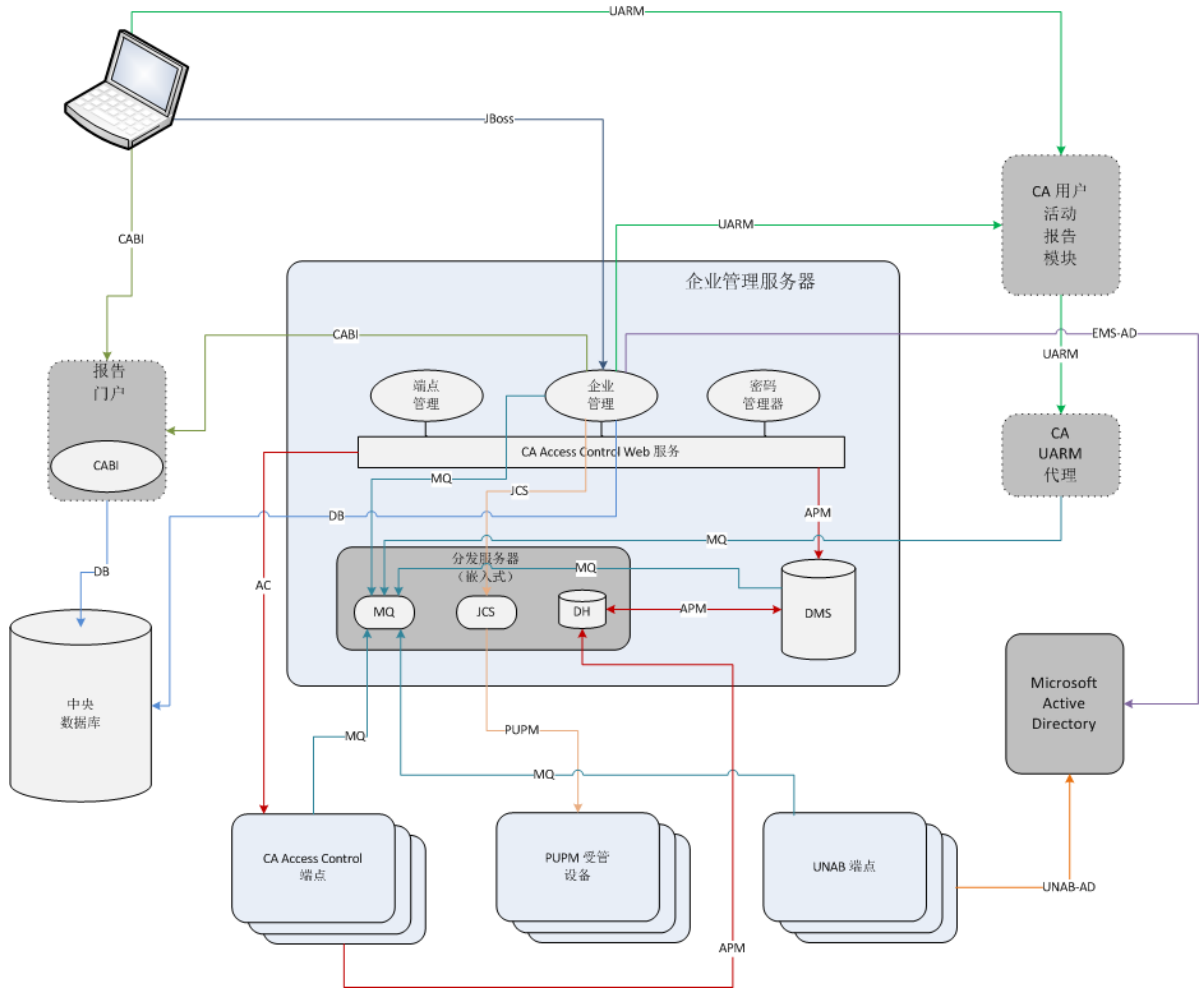 UARM
JBoss
CA 用户
活动
报告
模块
UARM
CABI
企业管理服务器
CABI
EMS-AD
UARM
报告
门户
CABI
端点
管理
企业
管理
密码
管理器
CA Access Control Web 服务
CA
UARM
代理
MQ
JCS
APM
DB
MQ
DB
AC
分发服务器
（嵌入式）
MQ
MQ
JCS
DH
APM
DMS
中央
数据库
Microsoft
Active
Directory
MQ
PUPM
MQ
CA Access Control
端点
PUPM 受管
设备
UNAB 端点
UNAB-AD
APM